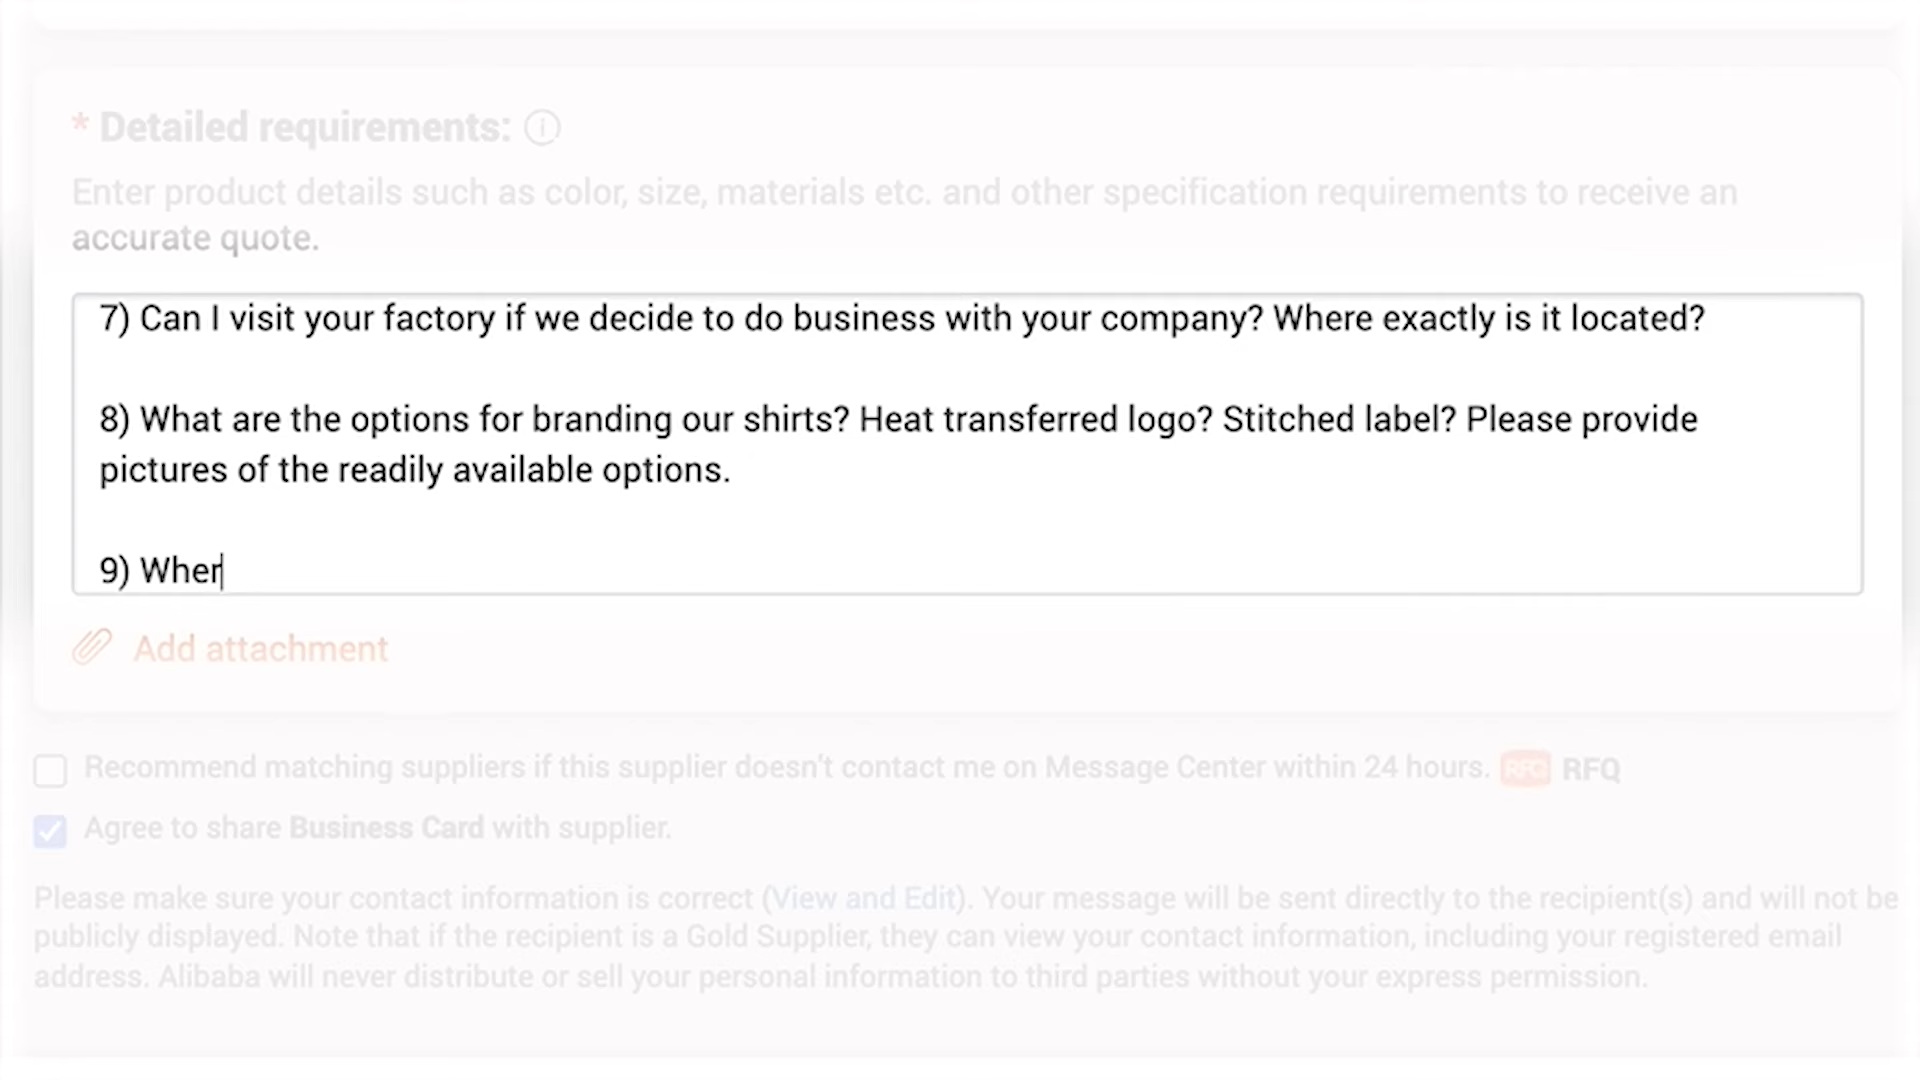 * Detailed requirements:
Enter product details such as color, size, materials etc. and other specification requirements to receive an
accurate quote.
7) Can I visit your factory if we decide to do business with your company? Where exactly is it located?
8) What are the options for branding our shirts? Heat transferred logo? Stitched label? Please provide
pictures of the readily available options.
9) Wher
Add attachment
Recommend matching suppliers if this supplier doesn't contact me on Message Center within 24 hours. RFQ RFQ
Agree to share Business Card with supplier.
Please make sure your contact information is correct (View and Edit). Your message will be sent directly to the recipient(s) and will not be
publicly displayed. Note that if the recipient is a Gold Supplier, they can view your contact information, including your registered email
address. Alibaba will never distribute or sell your personal information to third parties without your express permission.